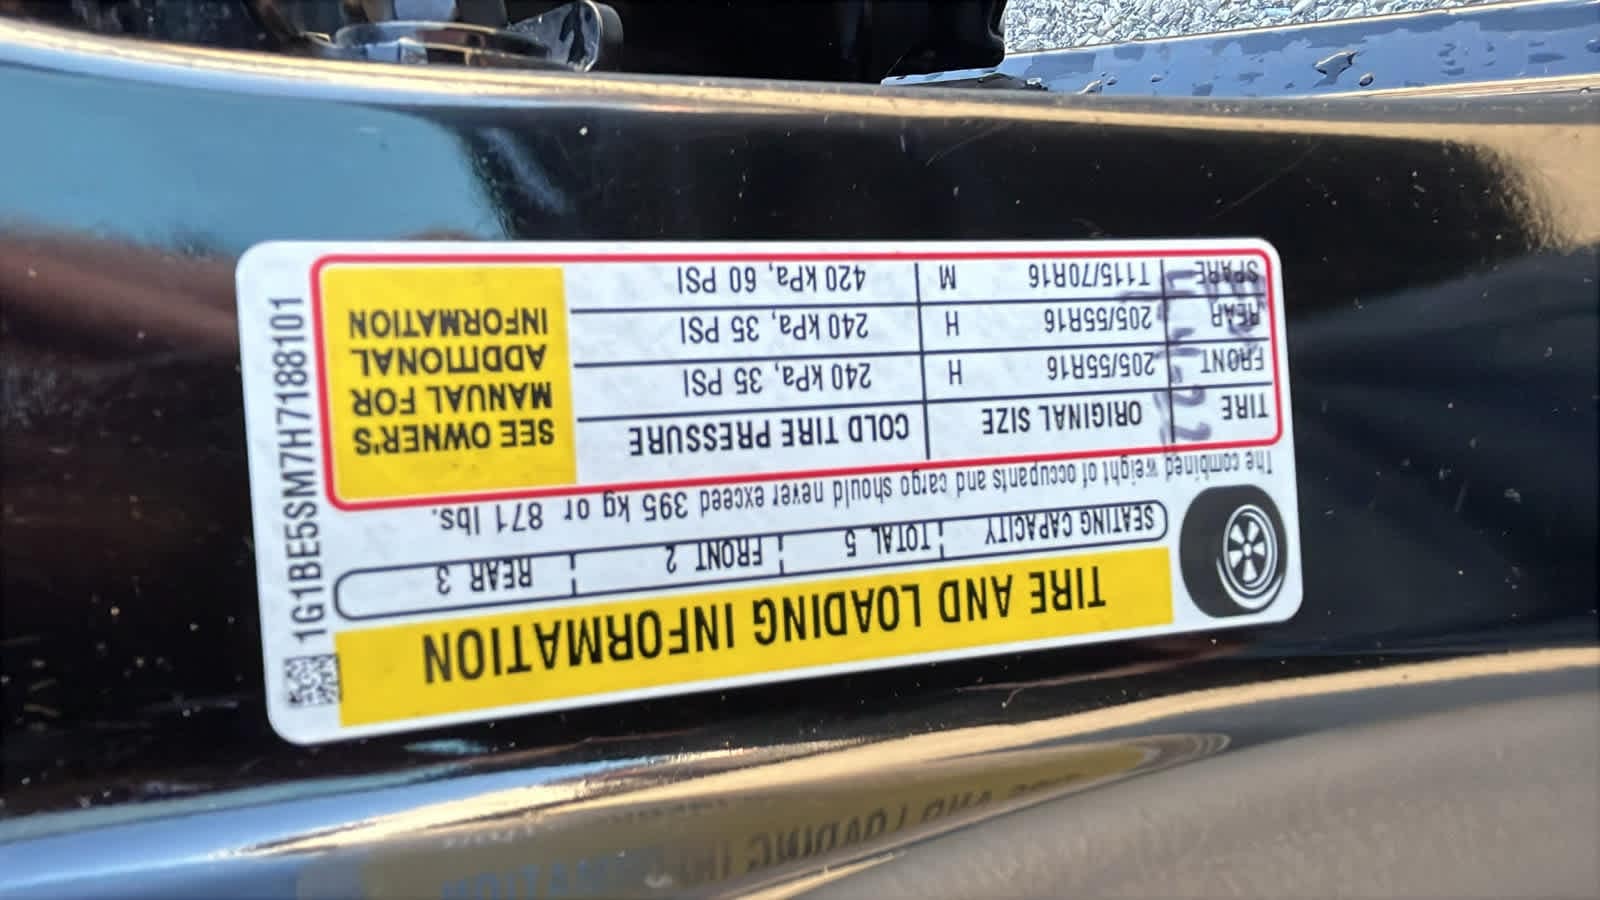 TIRE AND LOADING INFORMATION
SEATING CAPACITY TOTAL 5 FRONT 2 REAR 3
The combined weight of occupants and cargo should never exceed 395 kg or 871 lbs.
TIRE ORIGINAL SIZE COLD TIRE PRESSURE
FRONT 205/55R16 H 240 kPa, 35 PSI
REAR 205/55R16 H 240 kPa, 35 PSI
SPARE T115/70R16 M 420 kPa, 60 PSI
SEE OWNER'S
MANUAL FOR
ADDITIONAL
INFORMATION
1G1BE5SM7H7188101